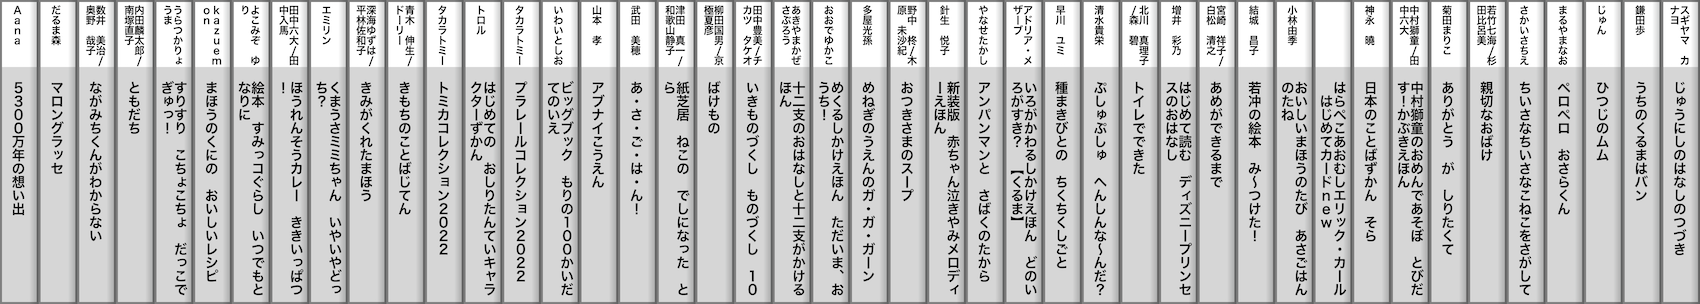 スギヤマ　カ
ナヨ
じゅうにしのはなしのつづき
鎌田歩
うちのくるまはパン
じゅん
ひつじのムム
まるやまなお
ペロペロ　おさらくん
さかいさちえ
ちいさなちいさなこねこをさがして
若竹七海/杉
田比呂美
親切なおばけ
菊田まりこ
ありがとう　が　しりたくて
中村獅童/田
中六大
中村獅童のおめんであそぼ　とびだ
す！かぶきえほん
神永　曉
日本のことばずかん　そら
はらぺこあおむしエリック・カール
はじめてカードｎｅｗ
小林由季
おいしいまほうのたび　あさごはん
のたね
結城　昌子
若冲の絵本　み～つけた！
宮崎　祥子/
白松　清之
あめができるまで
増井　彩乃
はじめて読む　ディズニープリンセ
スのおはなし
北川　真理子
/森　碧
トイレでできた
清水貴栄
ぷしゅぷしゅ　へんしんな～んだ？
早川　ユミ
種まきびとの　ちくちくしごと
アドリア・メ
ザーブ
いろがかわるしかけえほん　どのい
ろがすき？　【くるま】
やなせたかし
アンパンマンと　さばくのたから
針生　悦子
新装版　赤ちゃん泣きやみメロディ
ーえほん
野中　柊/木
原　未沙紀
おつきさまのスープ
多屋光孫
めねぎのうえんのガ・ガ・ガーン
おおでゆかこ
めくるしかけえほん　ただいま、お
うち！
あきやまかぜ
さぶろう
十二支のおはなしと十二支がかける
ほん
田中豊美/チ
カツ　タケオ
いきものづくし　ものづくし　１０
柳田国男/京
極夏彦
ばけもの
津田　真一/
和歌山静子
紙芝居　ねこの　でしになった　と
ら
武田　美穂
あ・さ・ご・は・ん！
山本　孝
アブナイこうえん
いわいとしお
ビッグブック　もりの１００かいだ
てのいえ
タカラトミー
プラレールコレクション２０２２
トロル
はじめての　おしりたんていキャラ
クターずかん
タカラトミー
トミカコレクション２０２２
青木　伸生/
ドーリー
きもちのことばじてん
深海ゆずは/
平林佐和子
きみがくれたまほう
エミリン
くまうさミミちゃん　いやいやどっ
ち？
田中六大/田
中入馬
ほうれんそうカレー　ききいっぱつ
！
よこみぞ　ゆ
り
絵本　すみっコぐらし　いつでもと
なりに
ｋａｚｕｅｍ
ｏｎ
まほうのくにの　おいしいレシピ
うらつかりょ
うま
すりすり　こちょこちょ　だっこで
ぎゅっ！
内田麟太郎/
南塚直子
ともだち
数井　美治/
奥野　哉子
ながみちくんがわからない
だるま森
マロングラッセ
Ａａｎａ
５３００万年の想い出